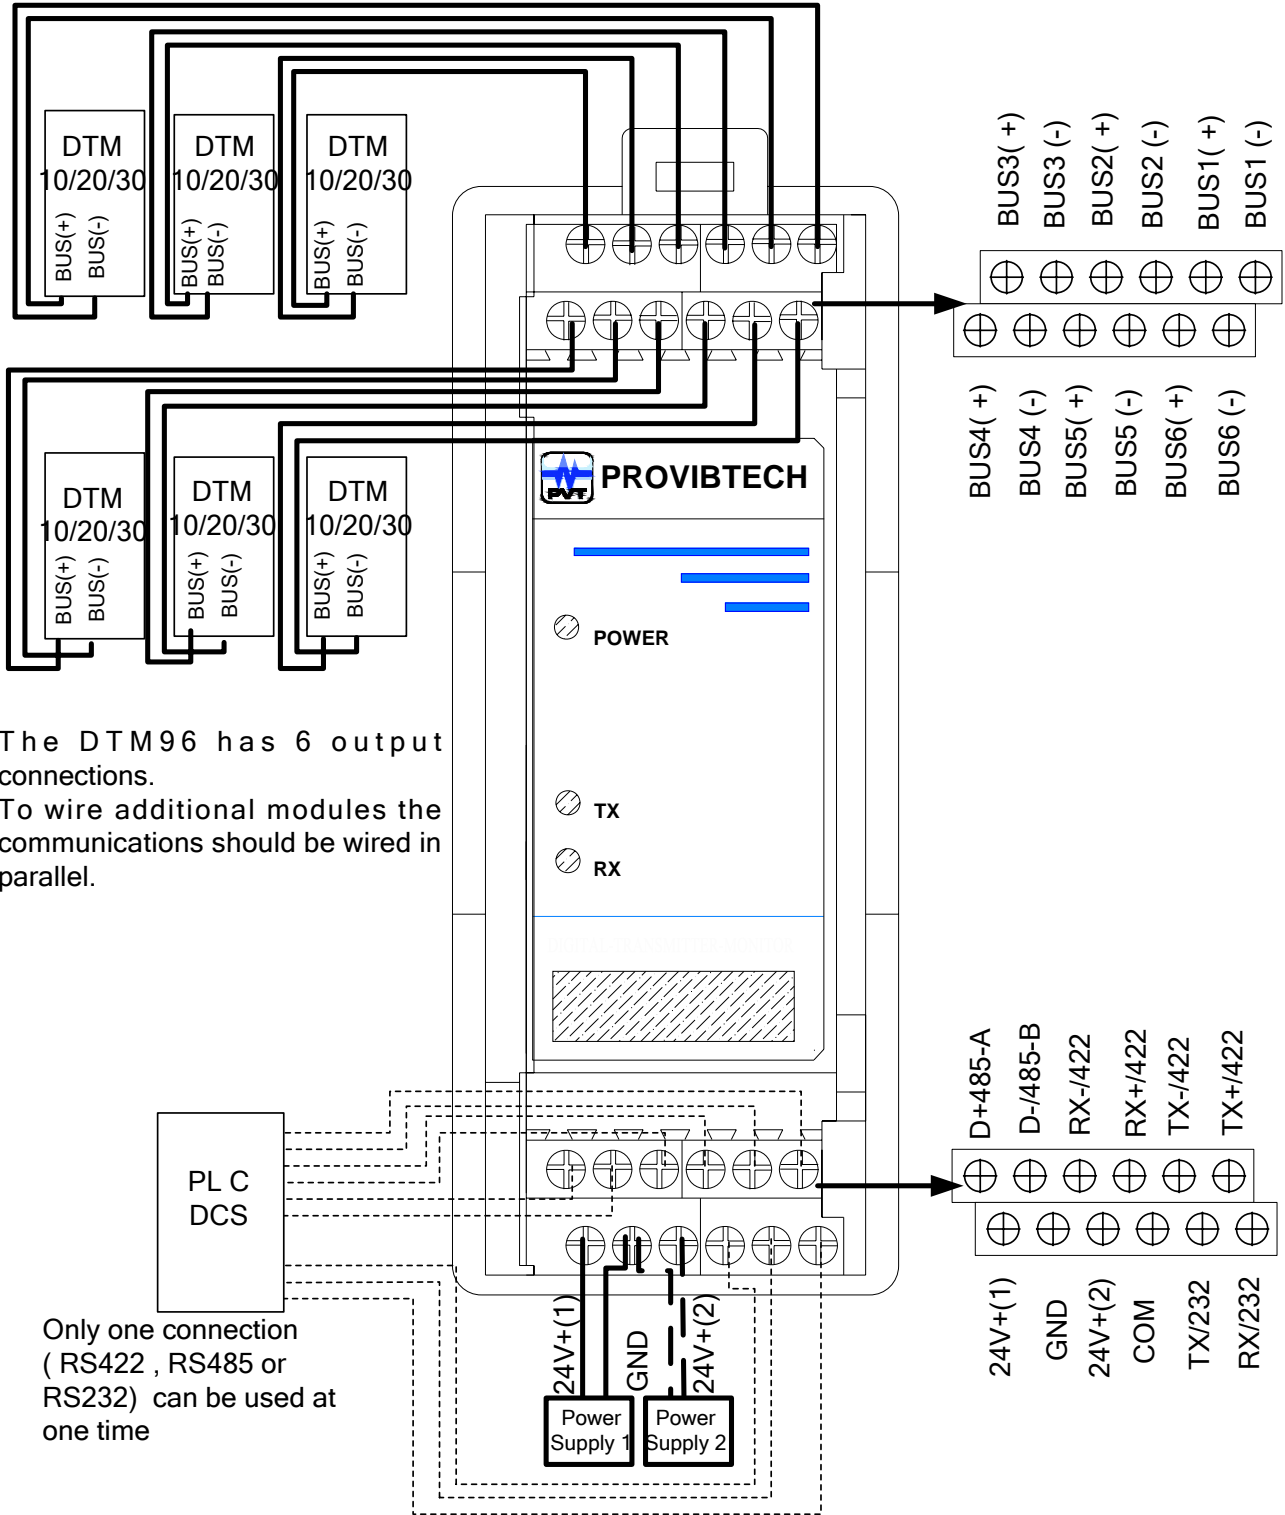 DTM
10/20/30
BUS(+)
BUS(-)
DTM
10/20/30
BUS(+)
BUS(-)
DTM
10/20/30
BUS(+)
BUS(-)
BUS3( +)
BUS3 (-)
BUS2( +)
BUS2 (-)
BUS1( +)
BUS1 (-)
BUS4( +)
BUS4 (-)
BUS5( +)
BUS5 (-)
BUS6( +)
BUS6 (-)
DTM
10/20/30
BUS(+)
BUS(-)
DTM
10/20/30
BUS(+)
BUS(-)
DTM
10/20/30
BUS(+)
BUS(-)
PVT
PROVIBTECH
POWER
TX
RX
The DTM96 has 6 output
connections.
To wire additional modules the
communications should be wired in
parallel.
D+485-A
D-/485-B
RX-/422
RX+/422
TX-/422
TX+/422
24V+(1)
GND
24V+(2)
COM
TX/232
RX/232
PL C
DCS
Only one connection
( RS422 , RS485 or
RS232) can be used at
one time
24V+(1)
GND
24V+(2)
Power
Supply 1
Power
Supply 2